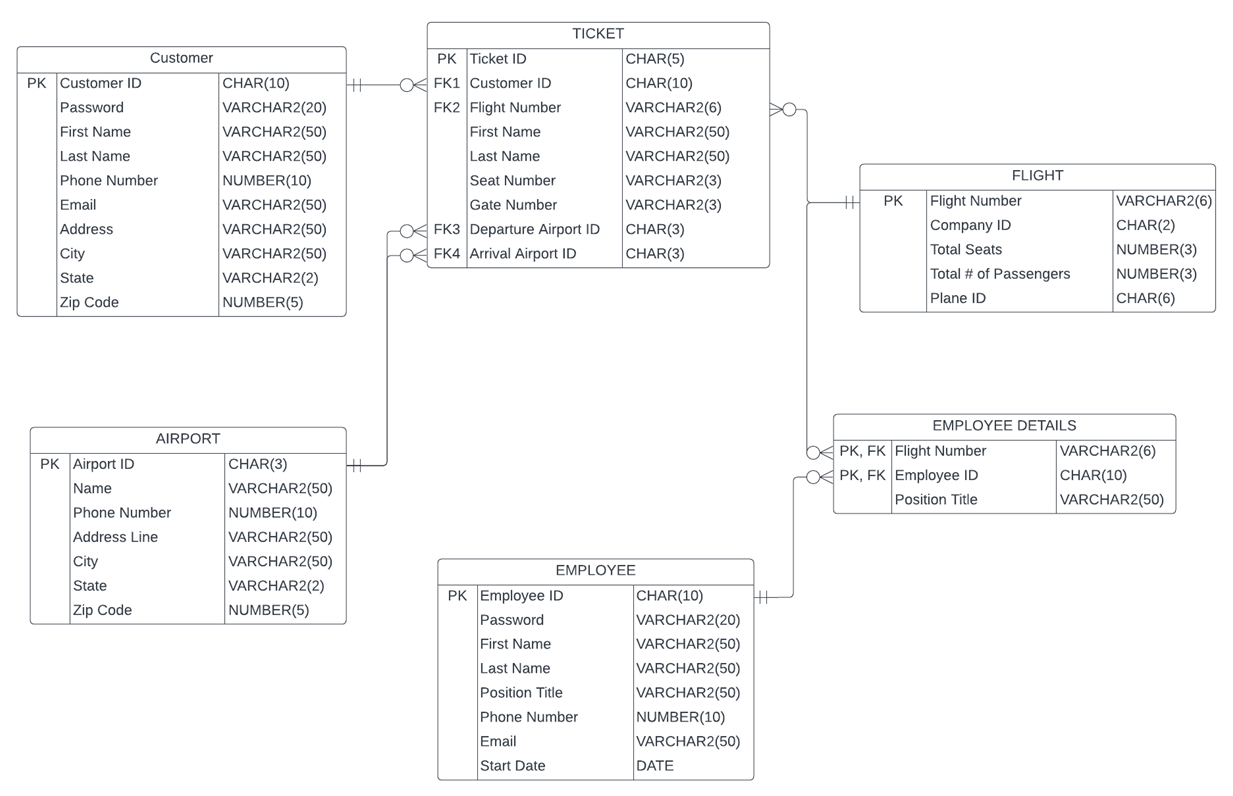 Customer
PK Customer ID CHAR(10)
Password VARCHAR2(20)
First Name VARCHAR2(50)
Last Name VARCHAR2(50)
Phone Number NUMBER(10)
Email VARCHAR2(50)
Address VARCHAR2(50)
City VARCHAR2(50)
State VARCHAR2(2)
Zip Code NUMBER(5)
TICKET
PK Ticket ID CHAR(5)
FK1 Customer ID CHAR(10)
FK2 Flight Number VARCHAR2(6)
First Name VARCHAR2(50)
Last Name VARCHAR2(50)
Seat Number VARCHAR2(3)
Gate Number VARCHAR2(3)
FK3 Departure Airport ID CHAR(3)
FK4 Arrival Airport ID CHAR(3)
FLIGHT
PK Flight Number VARCHAR2(6)
Company ID CHAR(2)
Total Seats NUMBER(3)
Total # of Passengers NUMBER(3)
Plane ID CHAR(6)
AIRPORT
PK Airport ID CHAR(3)
Name VARCHAR2(50)
Phone Number NUMBER(10)
Address Line VARCHAR2(50)
City VARCHAR2(50)
State VARCHAR2(2)
Zip Code NUMBER(5)
EMPLOYEE DETAILS
PK, FK Flight Number VARCHAR2(6)
PK, FK Employee ID CHAR(10)
Position Title VARCHAR2(50)
EMPLOYEE
PK Employee ID CHAR(10)
Password VARCHAR2(20)
First Name VARCHAR2(50)
Last Name VARCHAR2(50)
Position Title VARCHAR2(50)
Phone Number NUMBER(10)
Email VARCHAR2(50)
Start Date DATE